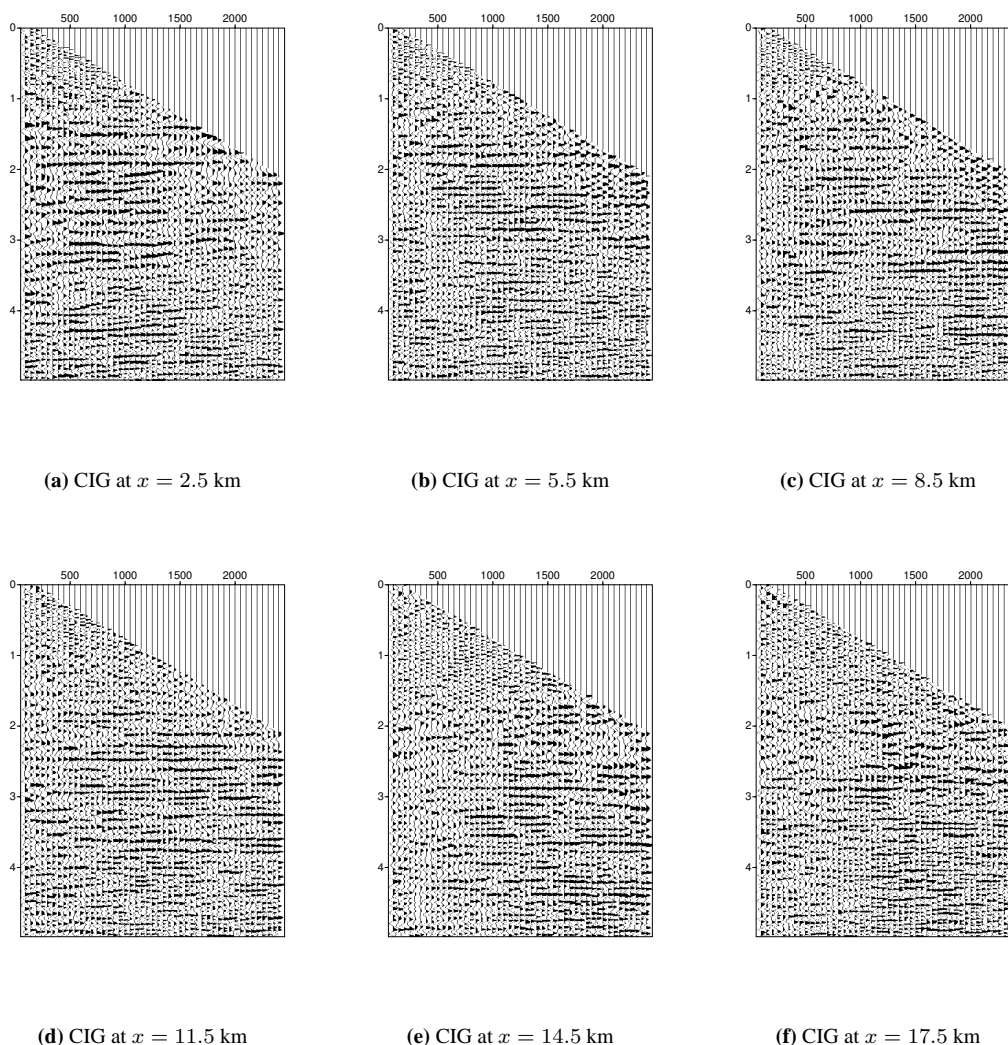 500 1000 1500 2000
0
1
2
3
4
500 1000 1500 2000
0
1
2
3
4
500 1000 1500 2000
0
1
2
3
4
(a) CIG at x = 2.5 km
(b) CIG at x = 5.5 km
(c) CIG at x = 8.5 km
500 1000 1500 2000
0
1
2
3
4
500 1000 1500 2000
0
1
2
3
4
500 1000 1500 2000
0
1
2
3
4
(d) CIG at x = 11.5 km
(e) CIG at x = 14.5 km
(f) CIG at x = 17.5 km